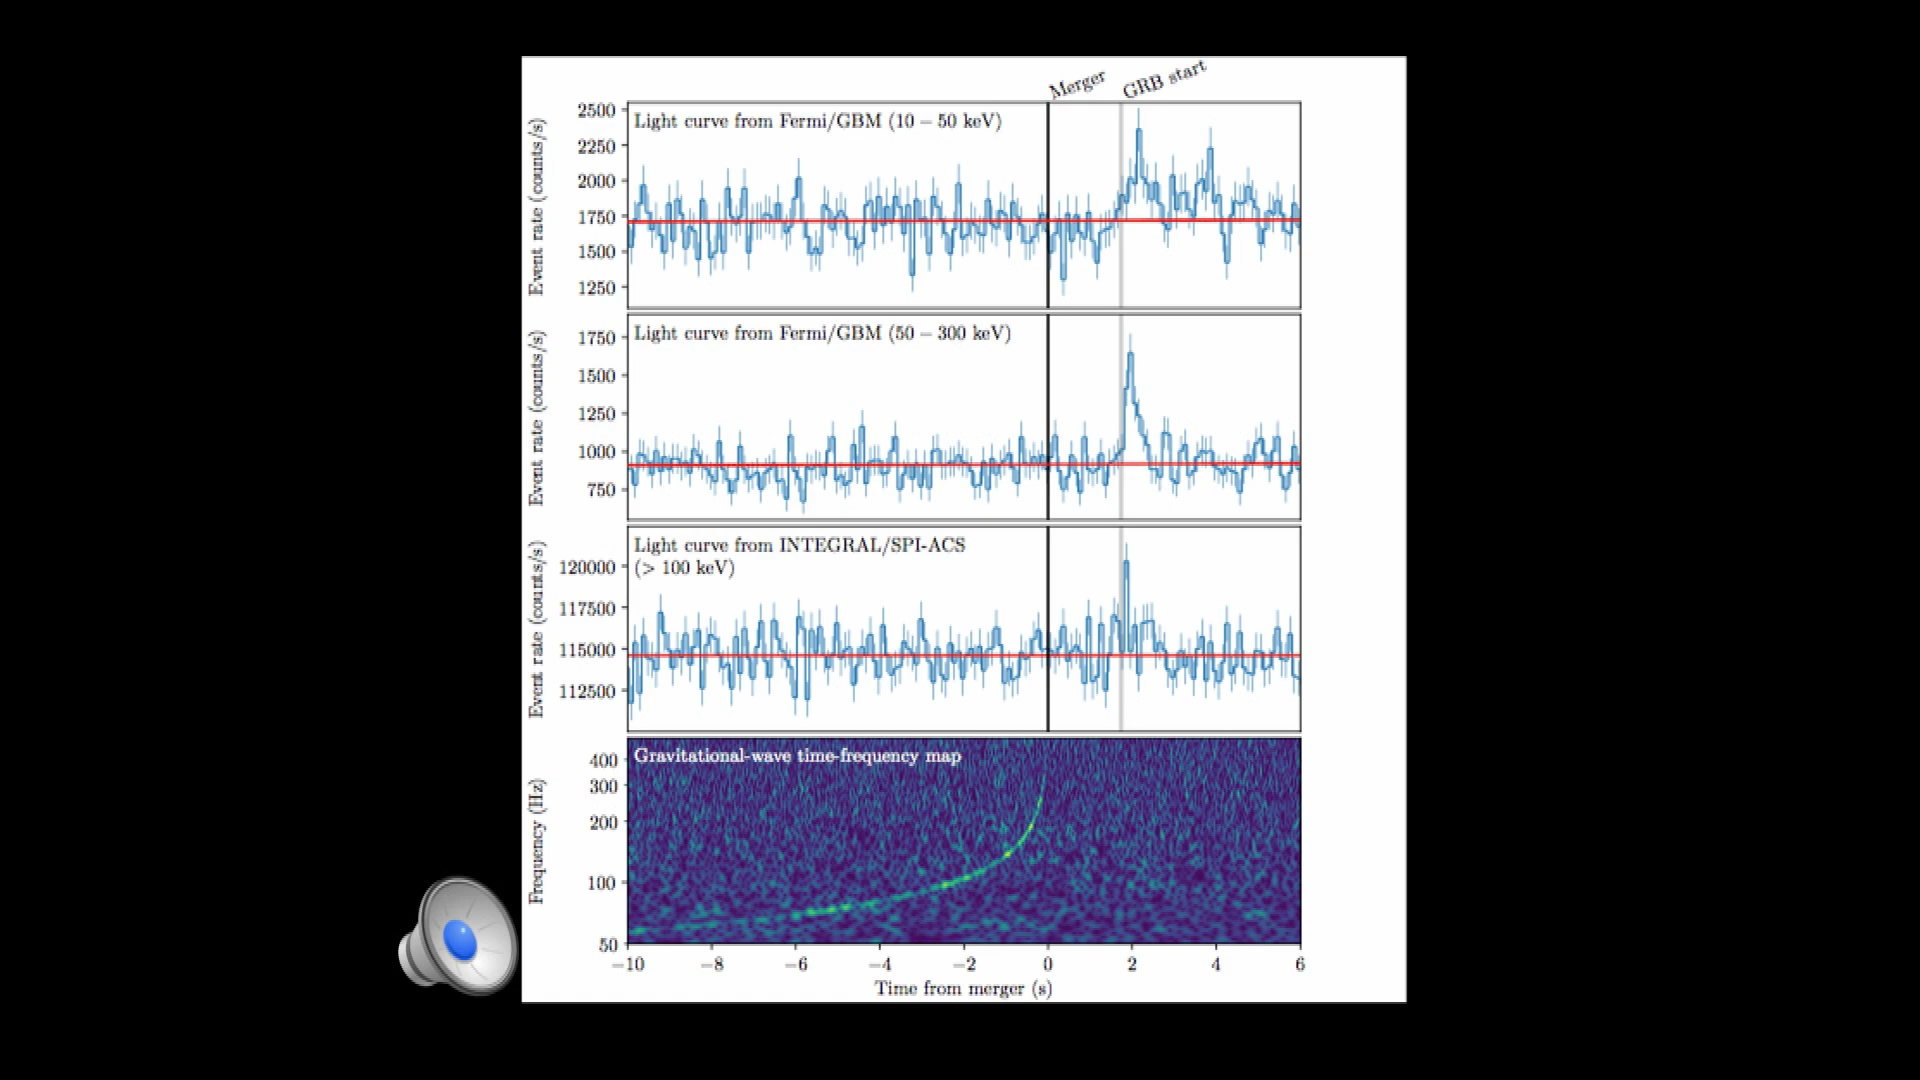 Merger
GRB start
Event rate (counts/s)
2500
2250
2000
1750
1500
1250
Light curve from Fermi/GBM (10 − 50 keV)
Event rate (counts/s)
1750
1500
1250
1000
750
Light curve from Fermi/GBM (50 − 300 keV)
Event rate (counts/s)
120000
117500
115000
112500
Light curve from INTEGRAL/SPI-ACS
(> 100 keV)
Frequency (Hz)
400
300
200
100
50
Gravitational-wave time-frequency map
−10 −8 −6 −4 −2 0 2 4 6
Time from merger (s)